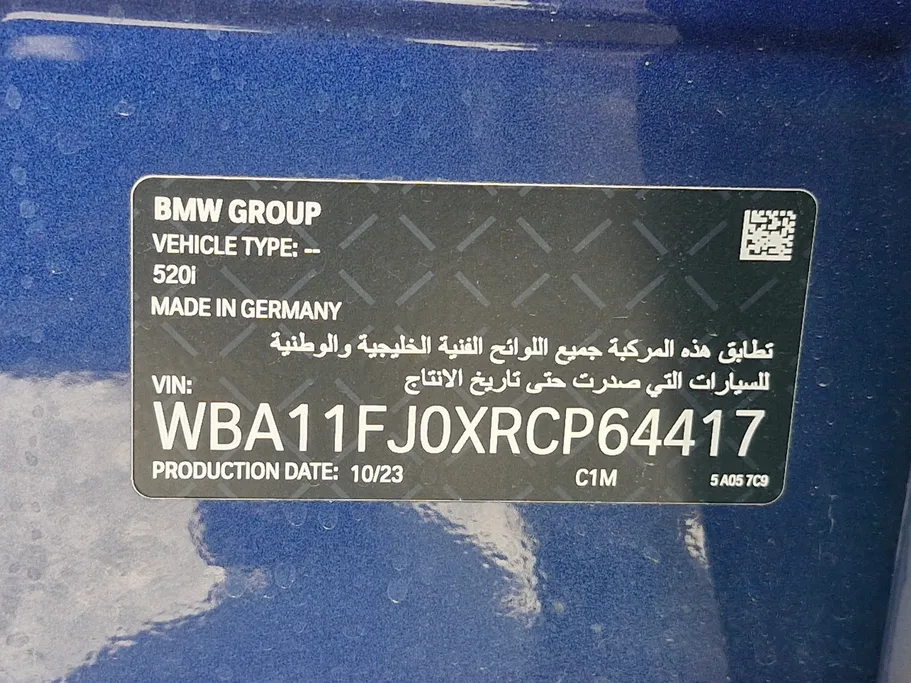 BMW GROUP
VEHICLE TYPE: --
520i
MADE IN GERMANY
تطابق هذه المركبة جميع اللوائح الفنية الخليجية والوطنية
للسيارات التي صدرت حتى تاريخ الانتاج
VIN:
WBA11FJ0XRCP64417
PRODUCTION DATE: 10/23
C1M
5 A05 7C9